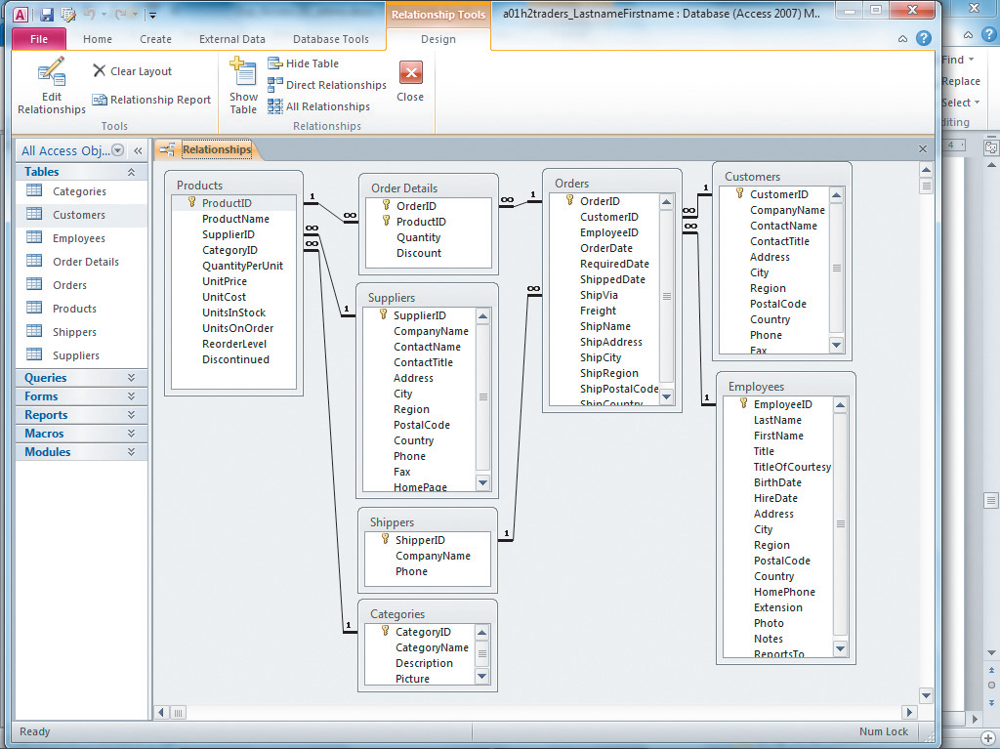 Relationship Tools
a01h2traders_LastnameFirstname : Database (Access 2007) M..
File
Home
Create
External Data
Database Tools
Design
Edit
Relationships
Clear Layout
Relationship Report
Tools
Show
Table
Hide Table
Direct Relationships
All Relationships
Relationships
Close
Find
Replace
Select
diting
4
All Access Obj...
Tables
Categories
Customers
Employees
Order Details
Orders
Products
Shippers
Suppliers
Queries
Forms
Reports
Macros
Modules
Relationships
Products
ProductID
ProductName
SupplierID
CategoryID
QuantityPerUnit
UnitPrice
UnitCost
UnitsInStock
UnitsOnOrder
ReorderLevel
Discontinued
1
∞
∞
∞
1
1
Order Details
OrderID
ProductID
Quantity
Discount
∞
1
Suppliers
SupplierID
CompanyName
ContactName
ContactTitle
Address
City
Region
PostalCode
Country
Phone
Fax
HomePage
Shippers
ShipperID
CompanyName
Phone
1
∞
Categories
CategoryID
CategoryName
Description
Picture
Orders
OrderID
CustomerID
EmployeeID
OrderDate
RequiredDate
ShippedDate
ShipVia
Freight
ShipName
ShipAddress
ShipCity
ShipRegion
ShipPostalCode
ShipCountry
∞
1
∞
1
Customers
CustomerID
CompanyName
ContactName
ContactTitle
Address
City
Region
PostalCode
Country
Phone
Fax
Employees
EmployeeID
LastName
FirstName
Title
TitleOfCourtesy
BirthDate
HireDate
Address
City
Region
PostalCode
Country
HomePhone
Extension
Photo
Notes
ReportsTo
Ready
Num Lock